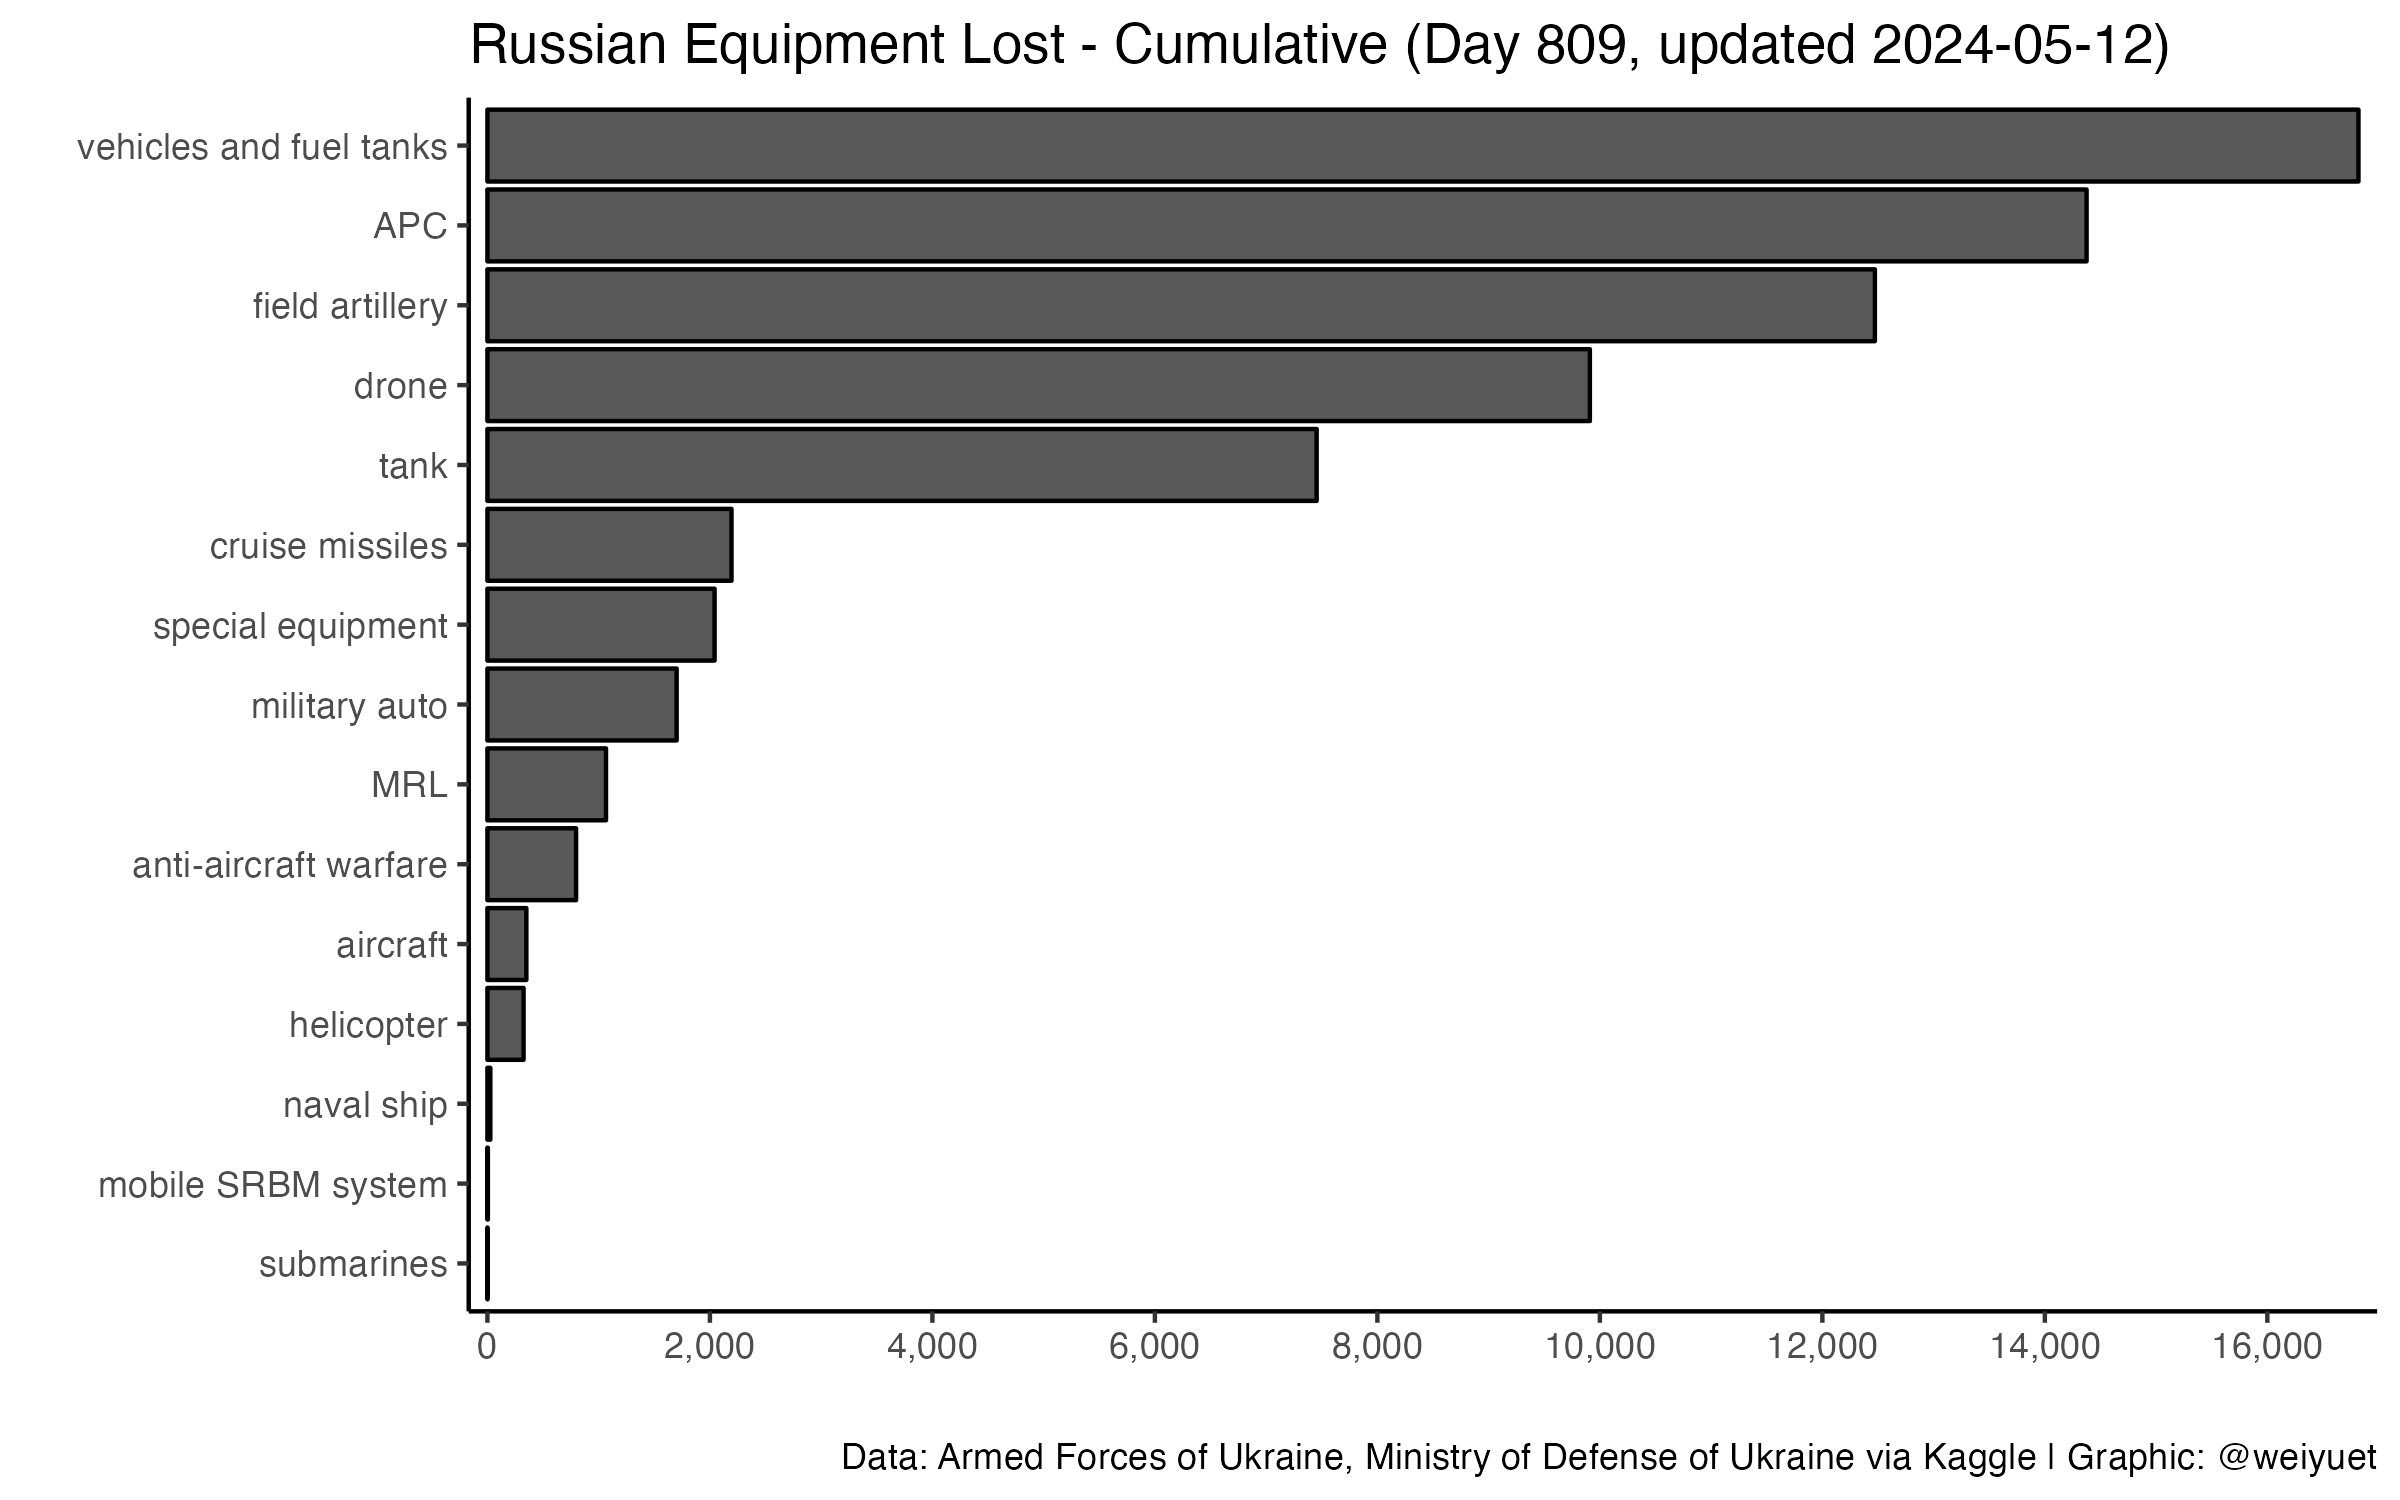 Russian Equipment Lost - Cumulative (Day 809, updated 2024-05-12)
vehicles and fuel tanks
APC
field artillery
drone
tank
cruise missiles
special equipment
military auto
MRL
anti-aircraft warfare
aircraft
helicopter
naval ship
mobile SRBM system
submarines
0 2,000 4,000 6,000 8,000 10,000 12,000 14,000 16,000
Data: Armed Forces of Ukraine, Ministry of Defense of Ukraine via Kaggle | Graphic: @weiyuet